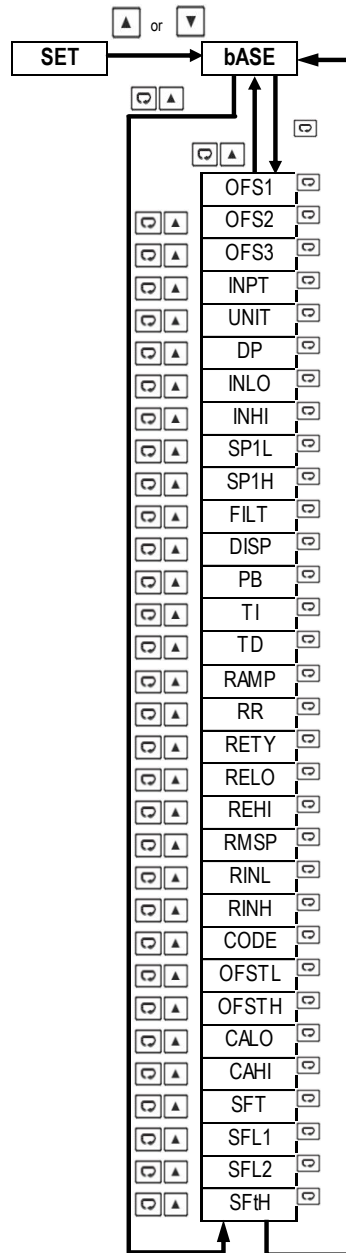 or
SET
bASE
OFS1
OFS2
OFS3
INPT
UNIT
DP
INLO
INHI
SP1L
SP1H
FILT
DISP
PB
TI
TD
RAMP
RR
RETY
RELO
REHI
RMSP
RINL
RINH
CODE
OFSTL
OFSTH
CALO
CAHI
SFT
SFL1
SFL2
SFtH